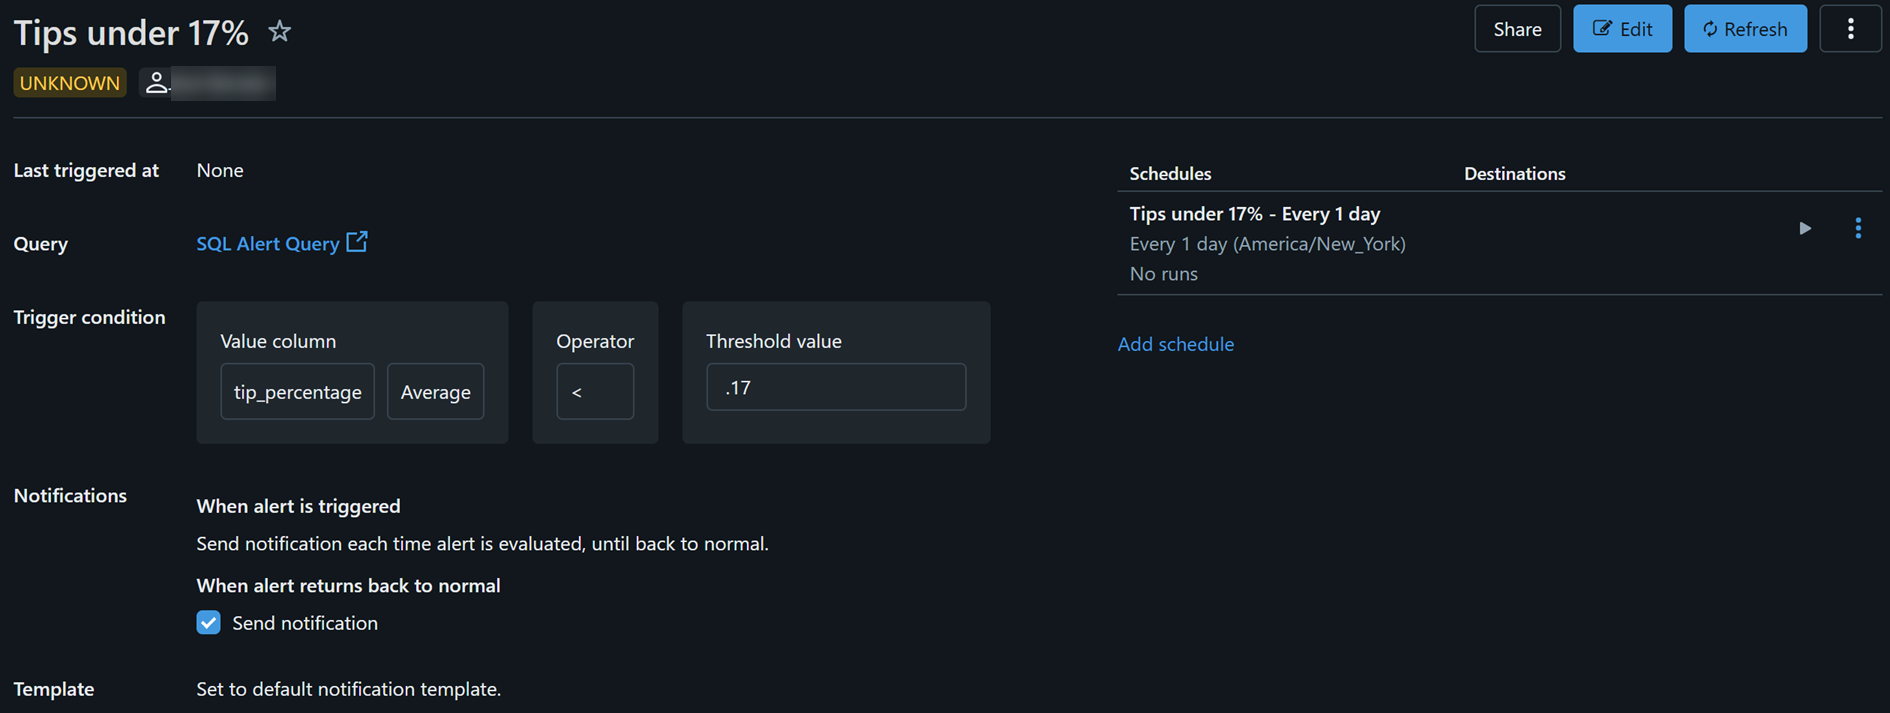 Tips under 17%
Share
Edit
Refresh
UNKNOWN
Last triggered at
None
Query
SQL Alert Query
Trigger condition
Value column
tip_percentage
Average
Operator
<
Threshold value
.17
Notifications
When alert is triggered
Send notification each time alert is evaluated, until back to normal.
When alert returns back to normal
Send notification
Template
Set to default notification template.
Schedules
Destinations
Tips under 17% - Every 1 day
Every 1 day (America/New_York)
No runs
Add schedule